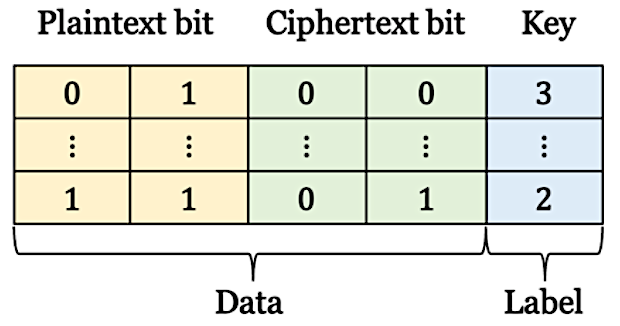 Plaintext bit Ciphertext bit Key
0 1 0 0 3
⋮ ⋮ ⋮ ⋮ ⋮
1 1 0 1 2
Data Label